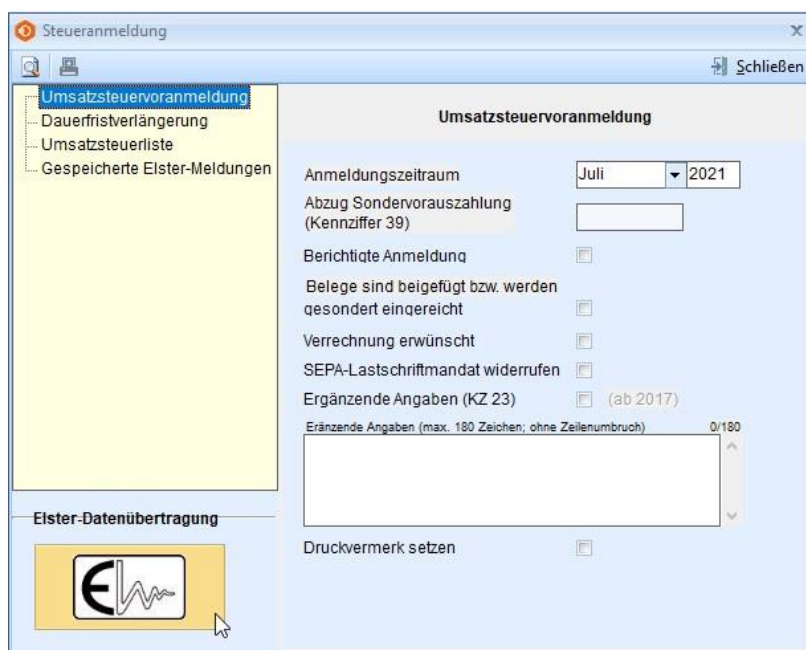 Steueranmeldung
Schließen
Umsatzsteuervoranmeldung
Dauerfristverlängerung
Umsatzsteuerliste
Gespeicherte Elster-Meldungen
Elster-Datenübertragung
Umsatzsteuervoranmeldung
Anmeldungszeitraum Juli 2021
Abzug Sondervorauszahlung
(Kennziffer 39)
Berichtigte Anmeldung
Belege sind beigefügt bzw. werden
gesondert eingereicht
Verrechnung erwünscht
SEPA-Lastschriftmandat widerrufen
Ergänzende Angaben (KZ 23) (ab 2017)
Eränzende Angaben (max. 180 Zeichen; ohne Zeilenumbruch) 0/180
Druckvermerk setzen